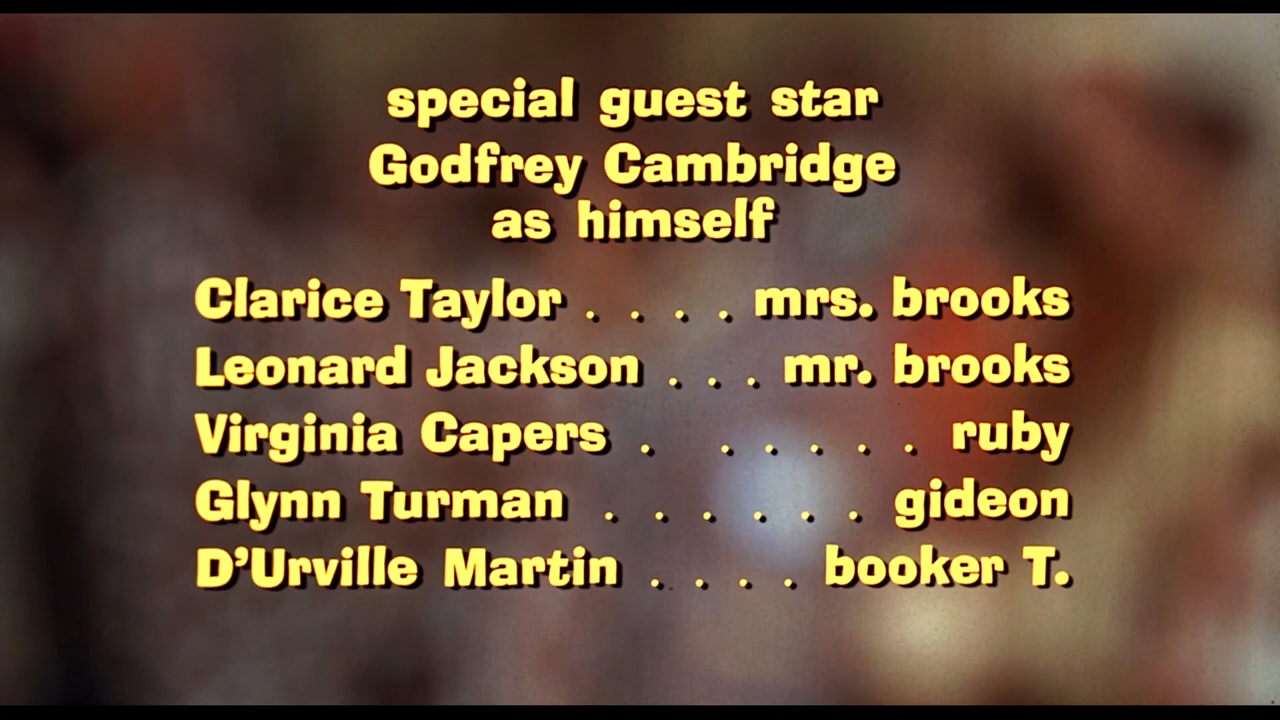 special guest star
Godfrey Cambridge
as himself
Clarice Taylor . . . . mrs. brooks
Leonard Jackson . . . mr. brooks
Virginia Capers . . . . . . ruby
Glynn Turman . . . . . . gideon
D’Urville Martin . . . . booker T.